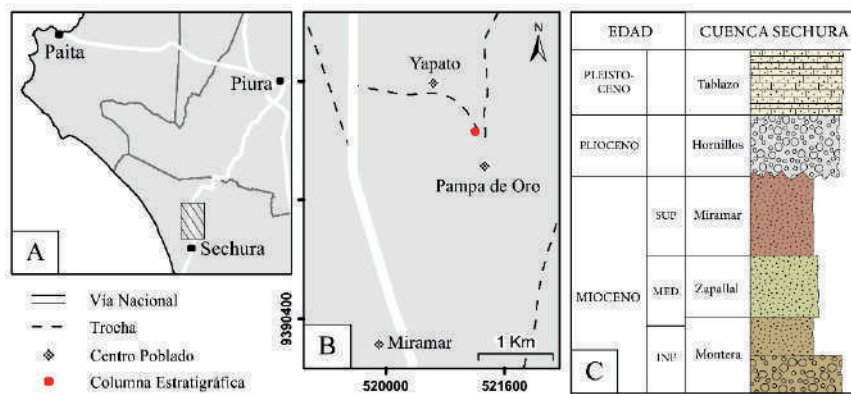 Paita
Piura
Sechura
A
Vía Nacional
Trocha
Centro Poblado
Columna Estratigráfica
N
Yapato
Pampa de Oro
9390400
B
Miramar
1 Km
520000
521600
EDAD
CUENCA SECHURA
PLEISTO-
CENO
Tablazo
PLIOCENO
Hornillos
SUP
Miramar
MIOCENO
MED
Zapallal
INF
Montera
C